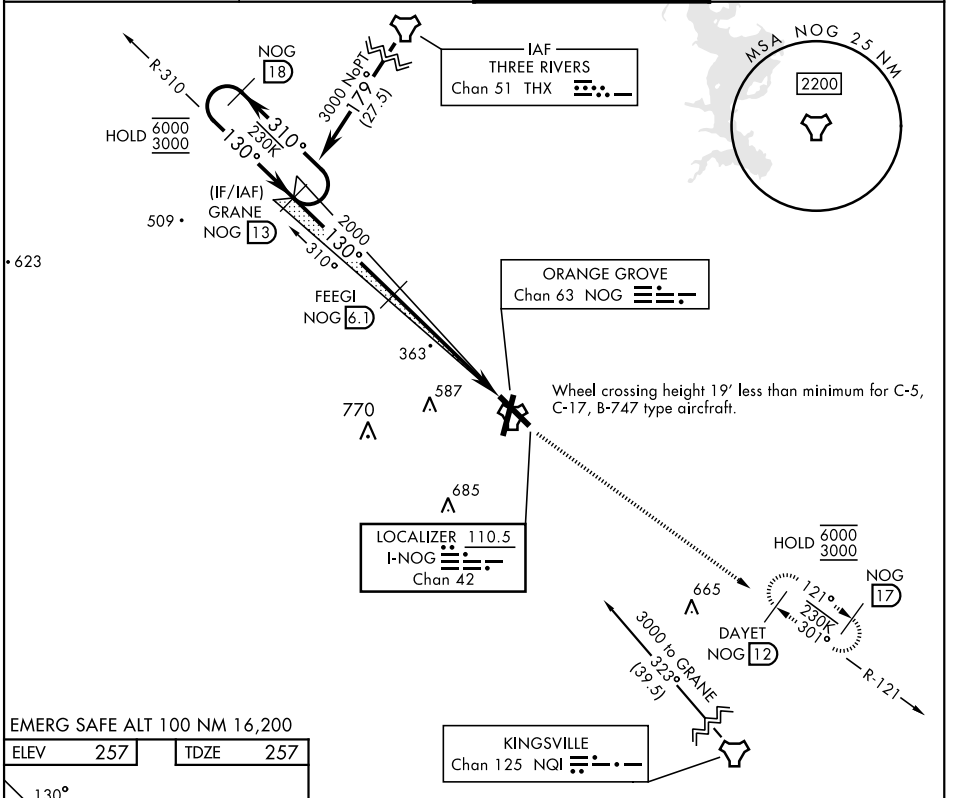 NOG
18
R-310
3000 NoPT
179°
(27.5)
IAF
THREE RIVERS
Chan 51 THX
MSA NOG 25 NM
2200
HOLD 6000
3000
310°
230K
130°
(IF/IAF)
GRANE
NOG 13
509
623
2000
130°
310°
FEEGI
NOG 6.1
363
ORANGE GROVE
Chan 63 NOG
587
770
Wheel crossing height 19' less than minimum for C-5,
C-17, B-747 type aircfraft.
685
LOCALIZER 110.5
I-NOG
Chan 42
HOLD 6000
3000
NOG
17
121°
230K
301°
665
DAYET
NOG 12
R-121
3000 to GRANE
323°
(39.5)
KINGSVILLE
Chan 125 NQI
EMERG SAFE ALT 100 NM 16,200
ELEV 257 TDZE 257
130°